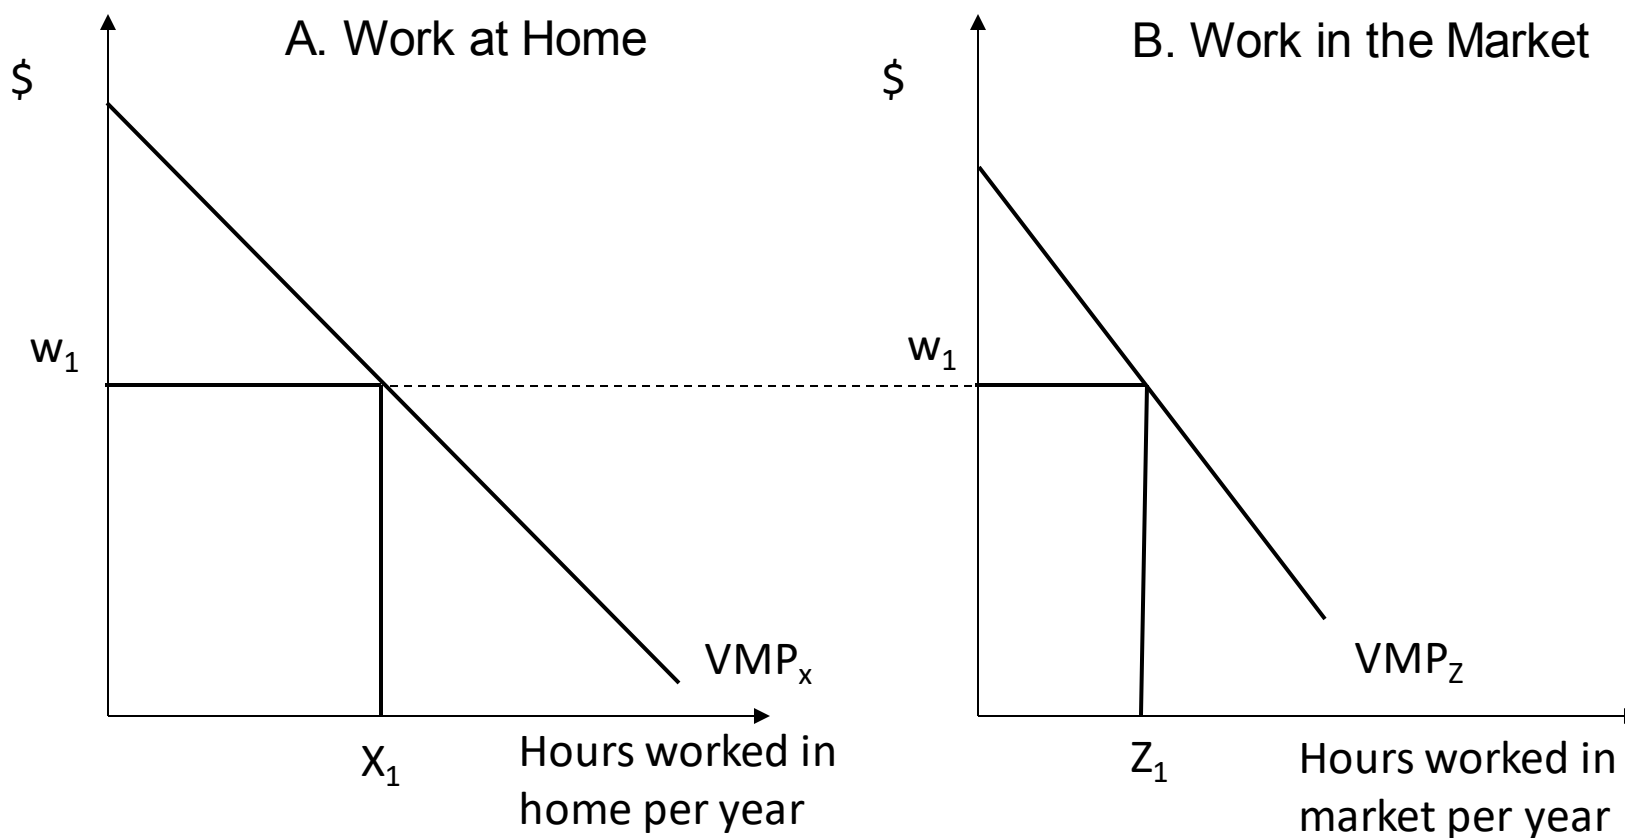 A. Work at Home
$
w₁
VMPₓ
X₁
Hours worked in
home per year
B. Work in the Market
$
w₁
VMP_Z
Z₁
Hours worked in
market per year